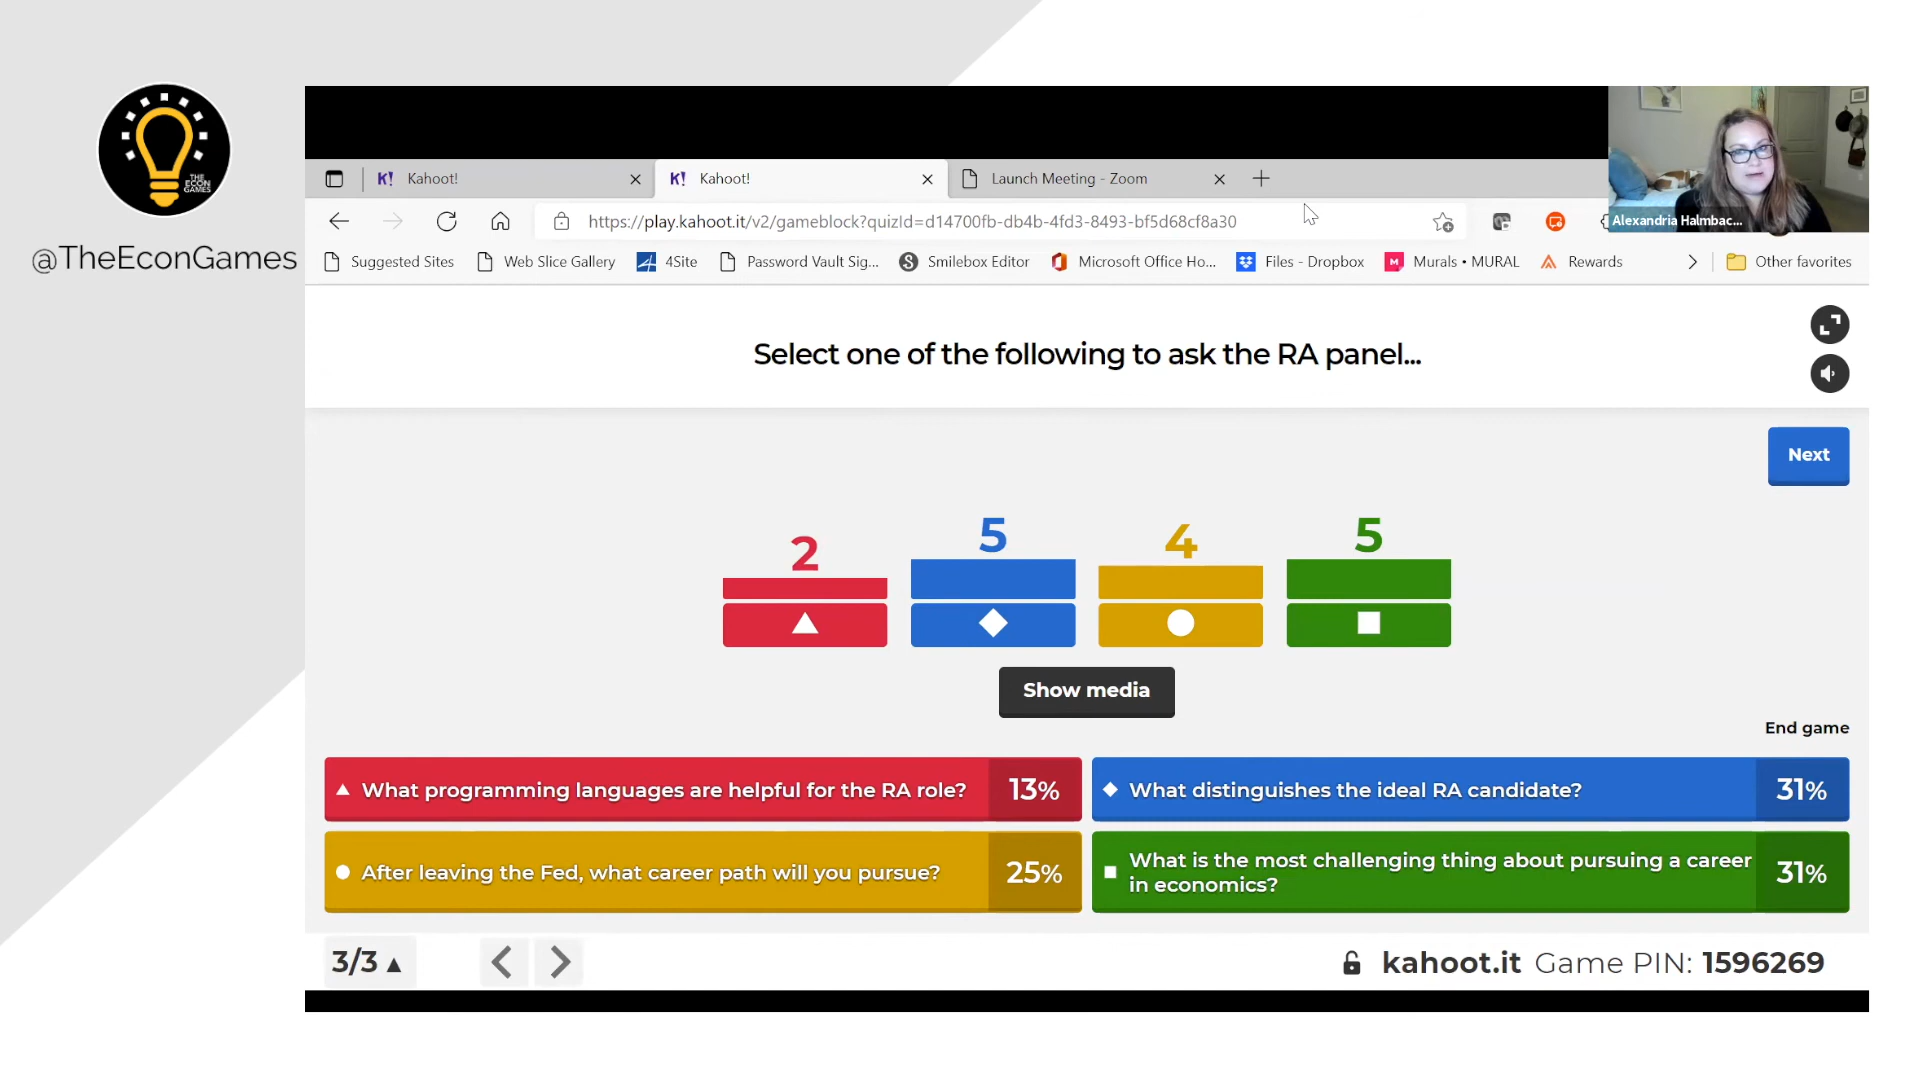 THE
ECON
GAMES
@TheEconGames
K! Kahoot!
K! Kahoot!
Launch Meeting - Zoom
https://play.kahoot.it/v2/gameblock?quizId=d14700fb-db4b-4fd3-8493-bf5d68cf8a30
Alexandria Halmbac...
Suggested Sites
Web Slice Gallery
4Site
Password Vault Sig...
Smilebox Editor
Microsoft Office Ho...
Files - Dropbox
Murals • MURAL
Rewards
Other favorites
Select one of the following to ask the RA panel...
Next
2
5
4
5
Show media
End game
What programming languages are helpful for the RA role? 13%
What distinguishes the ideal RA candidate? 31%
After leaving the Fed, what career path will you pursue? 25%
What is the most challenging thing about pursuing a career
in economics? 31%
3/3
kahoot.it Game PIN: 1596269